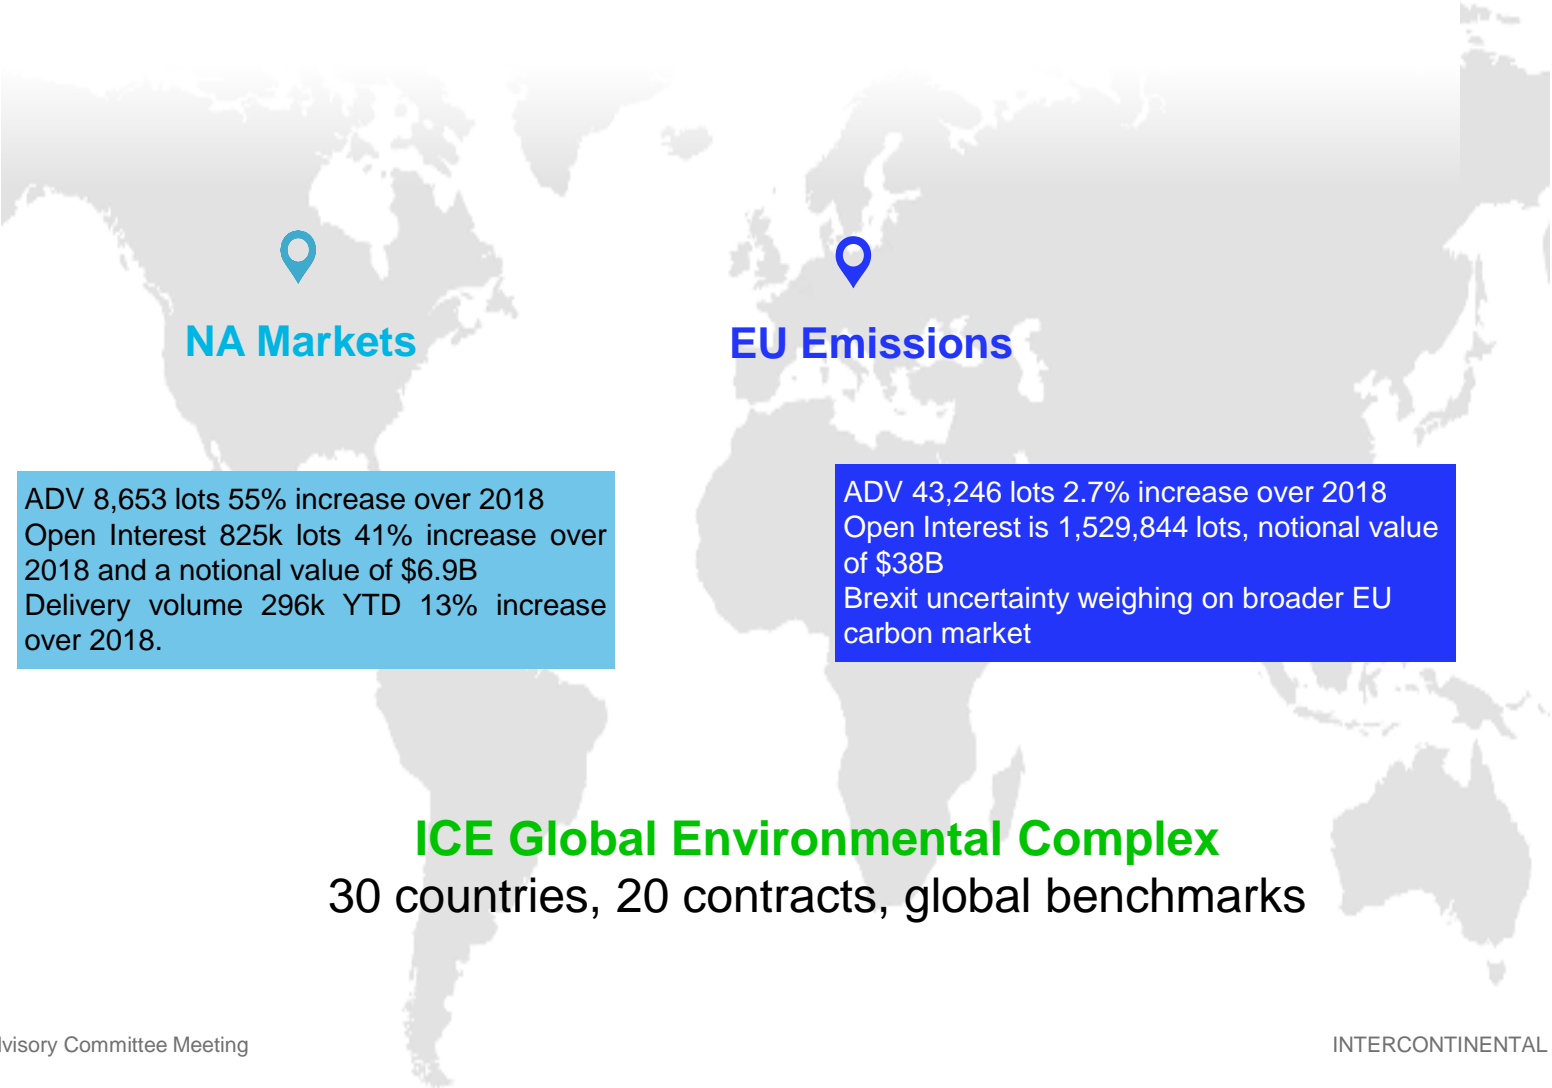 NA Markets
EU Emissions
ADV 8,653 lots 55% increase over 2018
Open Interest 825k lots 41% increase over
2018 and a notional value of $6.9B
Delivery volume 296k YTD 13% increase
over 2018.
ADV 43,246 lots 2.7% increase over 2018
Open Interest is 1,529,844 lots, notional value
of $38B
Brexit uncertainty weighing on broader EU
carbon market
ICE Global Environmental Complex
30 countries, 20 contracts, global benchmarks
Committee Meeting
INTERCONTINENTAL